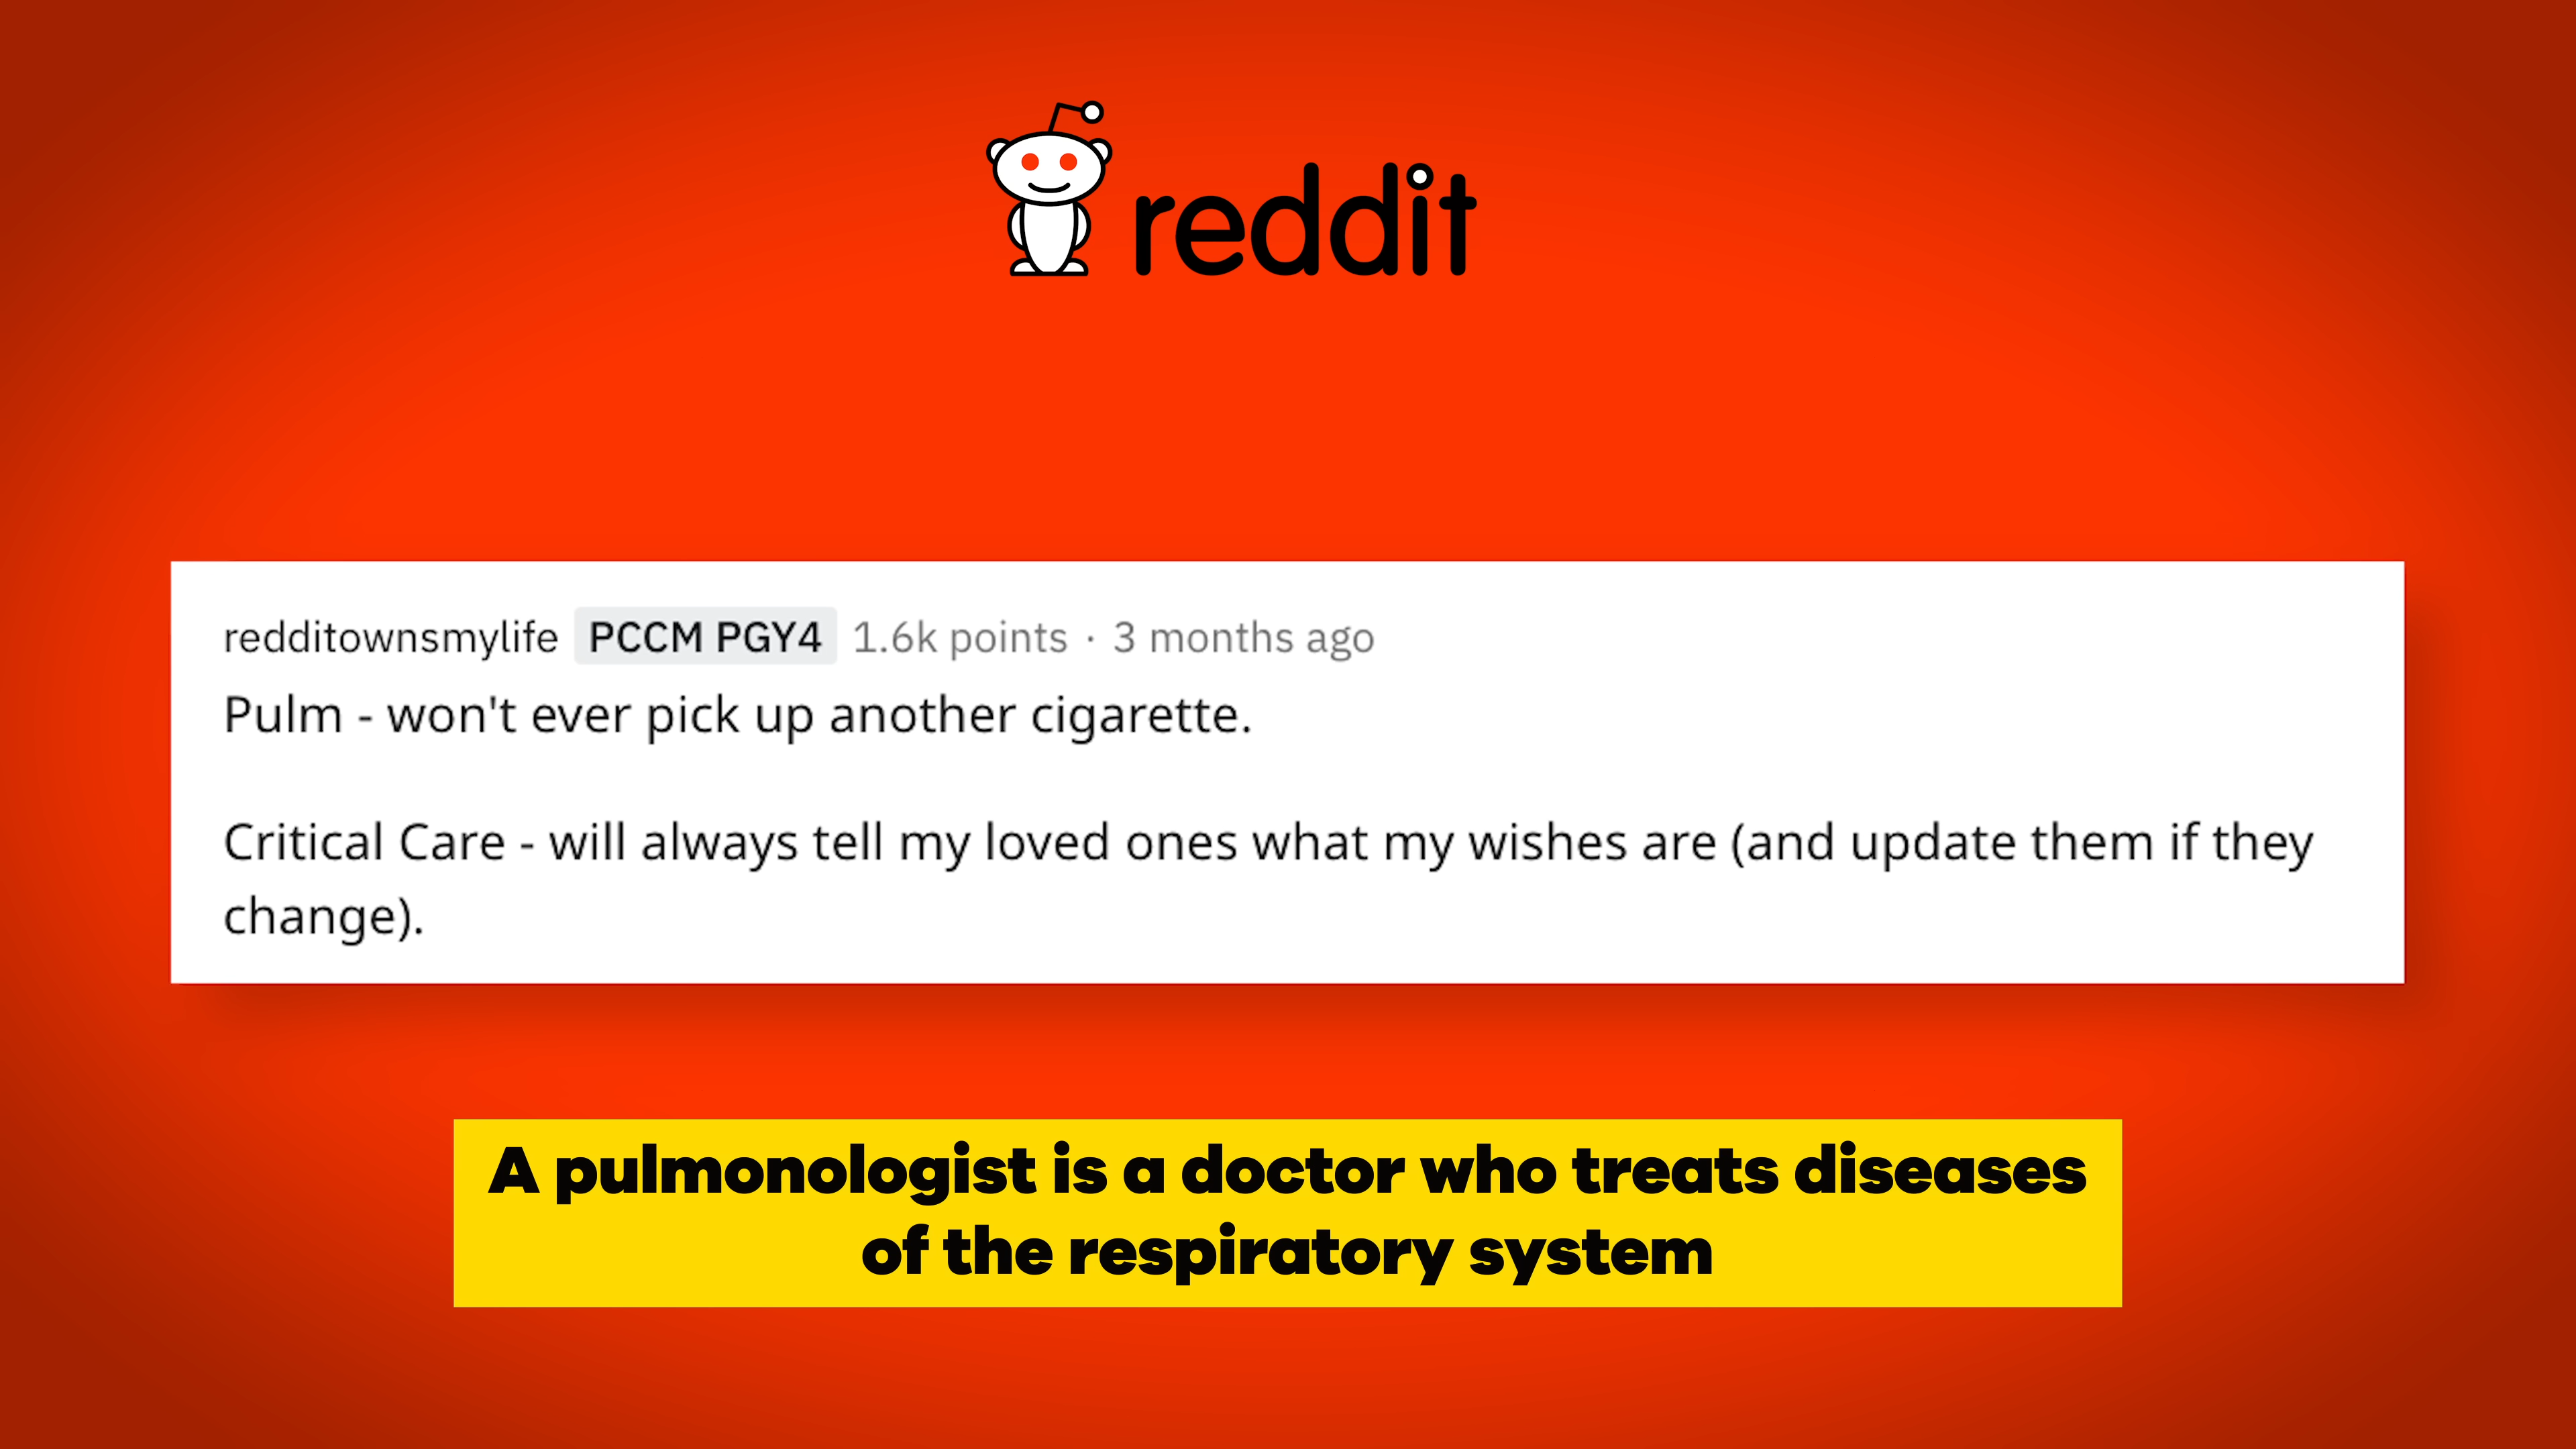 reddit
redditownsmylife PCCM PGY4 1.6k points · 3 months ago
Pulm - won't ever pick up another cigarette.
Critical Care - will always tell my loved ones what my wishes are (and update them if they
change).
A pulmonologist is a doctor who treats diseases
of the respiratory system